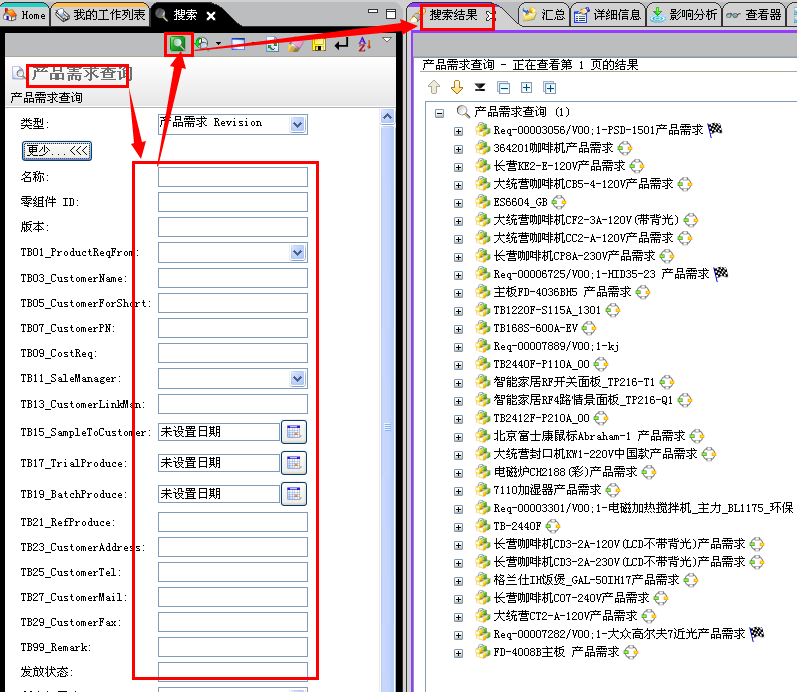 Home
我的工作列表
搜索
产品需求查询
产品需求查询
类型:
产品需求 Revision
更少...<<<
名称:
零组件 ID:
版本:
TB01_ProductReqFrom:
TB03_CustomerName:
TB05_CustomerForShort:
TB07_CustomerPN:
TB09_CostReq:
TB11_SaleManager:
TB13_CustomerLinkMan:
TB15_SampleToCustomer:
未设置日期
TB17_TrialProduce:
未设置日期
TB19_BatchProduce:
未设置日期
TB21_RefProduce:
TB23_CustomerAddress:
TB25_CustomerTel:
TB27_CustomerMail:
TB29_CustomerFax:
TB99_Remark:
发放状态:
搜索结果
汇总
详细信息
影响分析
查看器
产品需求查询 - 正在查看第 1 页的结果
产品需求查询 (1)
Req-00003056/V00;1-PSD-1501产品需求
364201咖啡机产品需求
长营KE2-E-120V产品需求
大统营咖啡机CB5-4-120V产品需求
ES6604_GB
大统营咖啡机CF2-3A-120V(带背光)
大统营咖啡机CC2-A-120V产品需求
长营咖啡机CP8A-230V产品需求
Req-00006725/V00;1-HID35-23 产品需求
主板FD-4036BH5 产品需求
TB1220F-S115A_1301
TB168S-600A-EV
Req-00007889/V00;1-kj
TB2440F-P110A_00
智能家居RF开关面板_TP216-T1
智能家居RF4路情景面板_TP216-Q1
TB2412F-P210A_00
北京富士康鼠标Abraham-1 产品需求
大统营封口机KW1-220V中国款产品需求
电磁炉CH2188(彩)产品需求
7110加湿器产品需求
Req-00003301/V00;1-电磁加热搅拌机_主力_BL1175_环保
TB-2440F
长营咖啡机CD3-2A-120V(LCD不带背光)产品需求
长营咖啡机CD3-2A-230V(LCD不带背光)产品需求
格兰仕IH饭煲_GAL-50IH17产品需求
长营咖啡机CO7-240V产品需求
大统营CT2-A-120V产品需求
Req-00007282/V00;1-大众高尔夫7近光产品需求
FD-4008B主板 产品需求